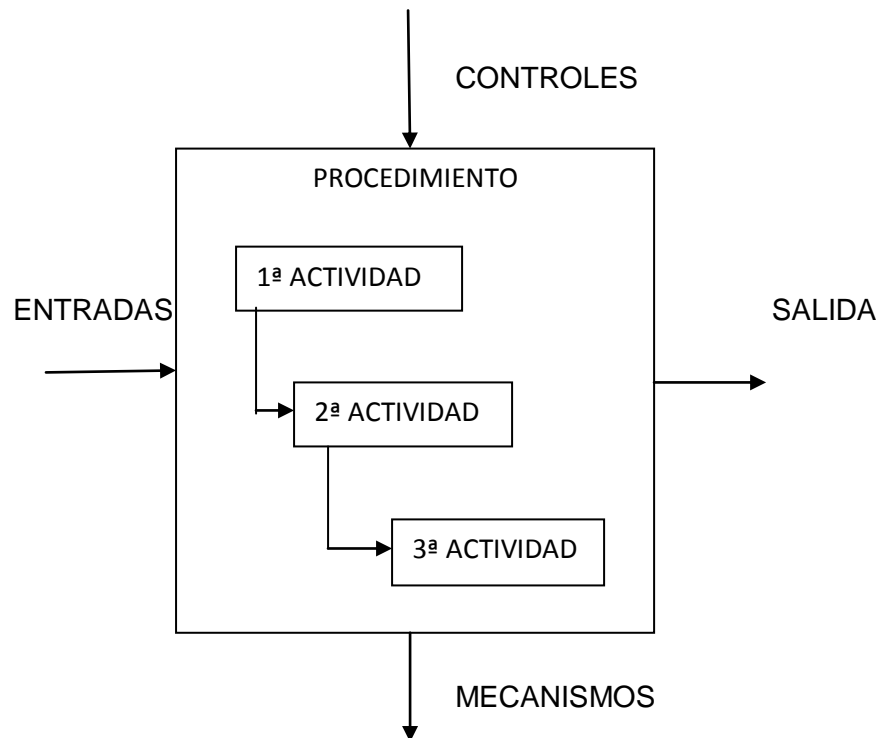 CONTROLES
PROCEDIMIENTO
1ª ACTIVIDAD
ENTRADAS
SALIDA
2ª ACTIVIDAD
3ª ACTIVIDAD
MECANISMOS